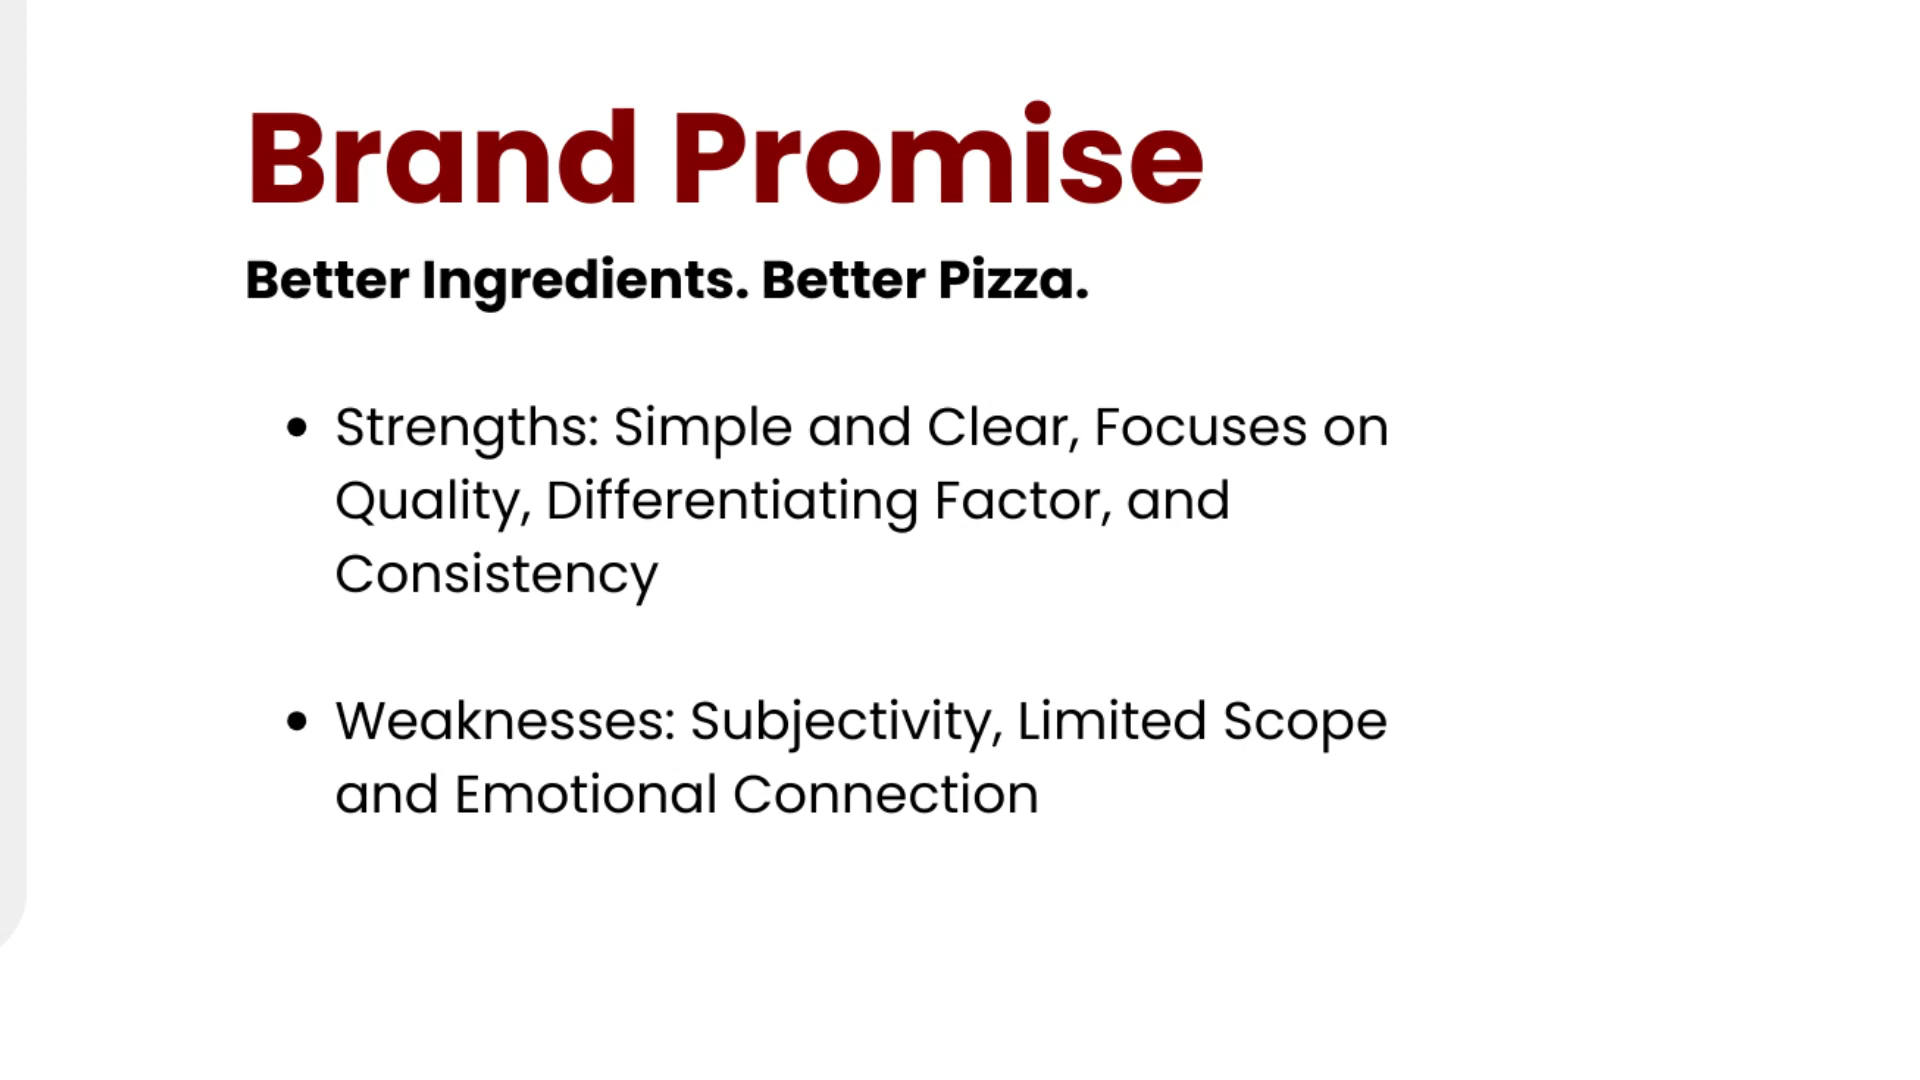 Brand Promise
Better Ingredients. Better Pizza.
• Strengths: Simple and Clear, Focuses on
Quality, Differentiating Factor, and
Consistency
• Weaknesses: Subjectivity, Limited Scope
and Emotional Connection